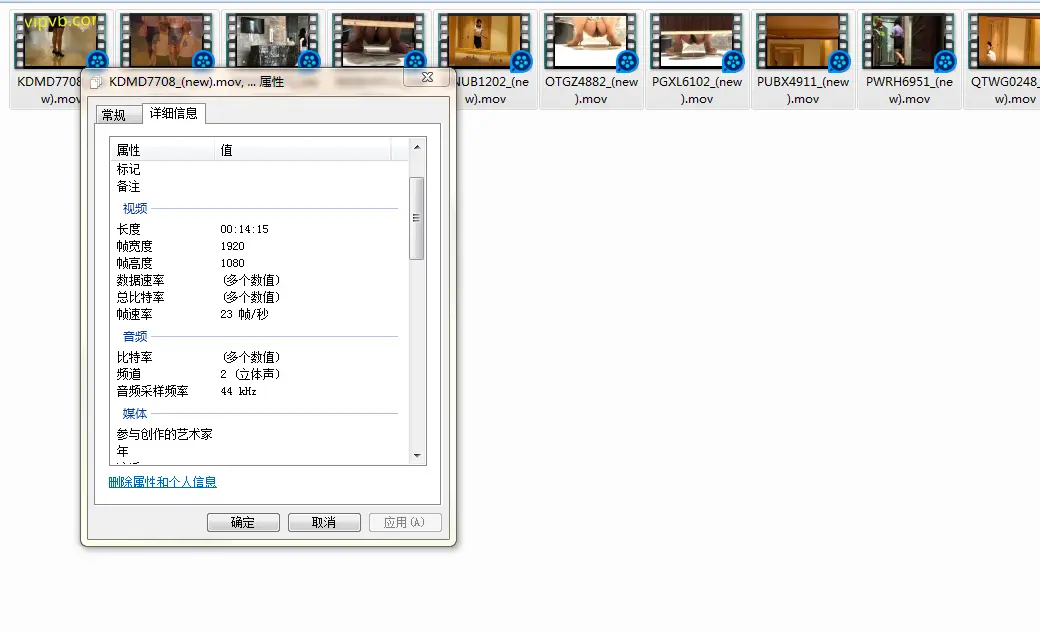 vipvb.com
KDMD7708
w).mov
NUB1202_(ne
w).mov
OTGZ4882_(new
).mov
PGXL6102_(new
).mov
PUBX4911_(new
).mov
PWRH6951_(ne
w).mov
QTWG0248_
w).mov
KDMD7708_(new).mov, ... 属性
常规
详细信息
属性 值
标记
备注
视频
长度 00:14:15
帧宽度 1920
帧高度 1080
数据速率 (多个数值)
总比特率 (多个数值)
帧速率 23 帧/秒
音频
比特率 (多个数值)
频道 2 (立体声)
音频采样频率 44 kHz
媒体
参与创作的艺术家
年
删除属性和个人信息
确定 取消 应用(A)